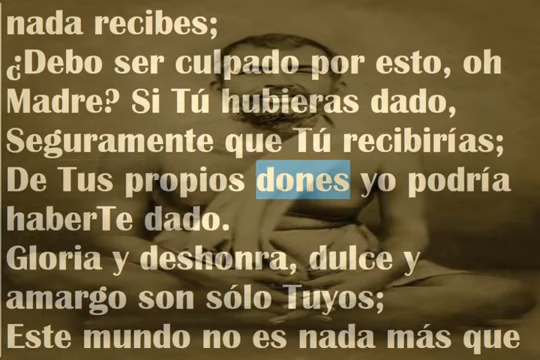 nada recibes;
¿Debo ser culpado por esto, oh
Madre? Si Tú hubieras dado,
Seguramente que Tú recibirías;
De Tus propios dones yo podría
haberTe dado.
Gloria y deshonra, dulce y
amargo son sólo Tuyos;
Este mundo no es nada más que